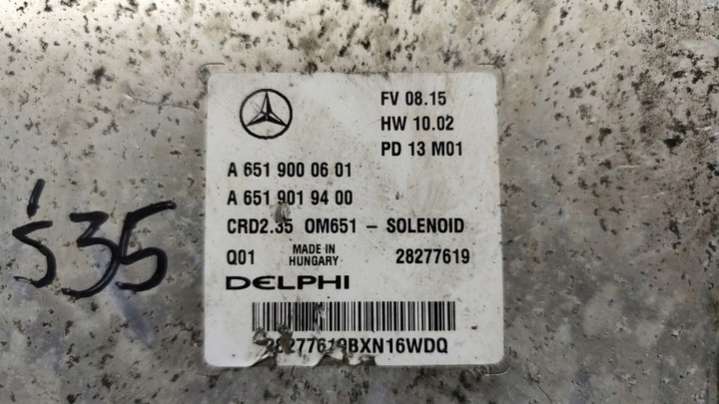 FV 08.15
HW 10.02
PD 13 M01
A 651 900 06 01
A 651 901 94 00
CRD2.35 OM651 – SOLENOID
Q01 MADE IN HUNGARY 28277619
DELPHI
28277619BXN16WDQ
S35